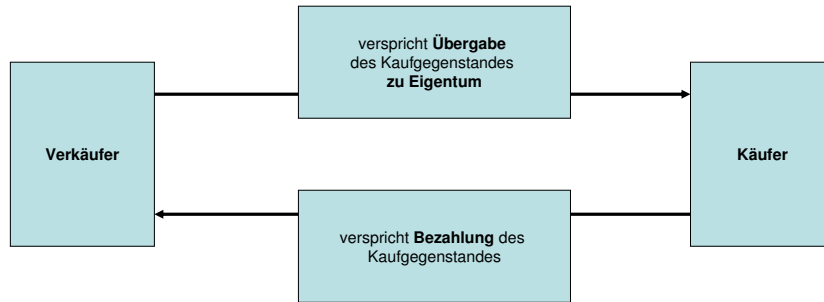 verspricht Übergabe
des Kaufgegenstandes
zu Eigentum
Verkäufer
Käufer
verspricht Bezahlung des
Kaufgegenstandes